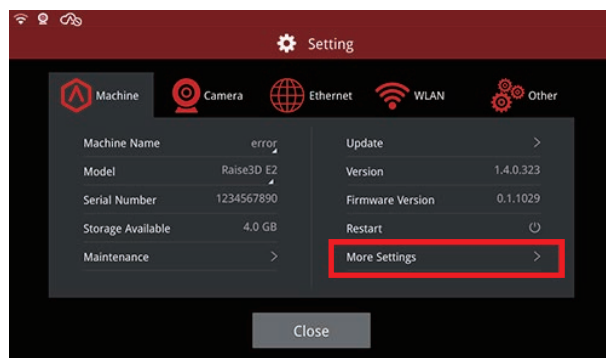 Setting
Machine
Camera
Ethernet
WLAN
Other
Machine Name error
Model Raise3D E2
Serial Number 1234567890
Storage Available 4.0 GB
Maintenance >
Update >
Version 1.4.0.323
Firmware Version 0.1.1029
Restart
More Settings >
Close